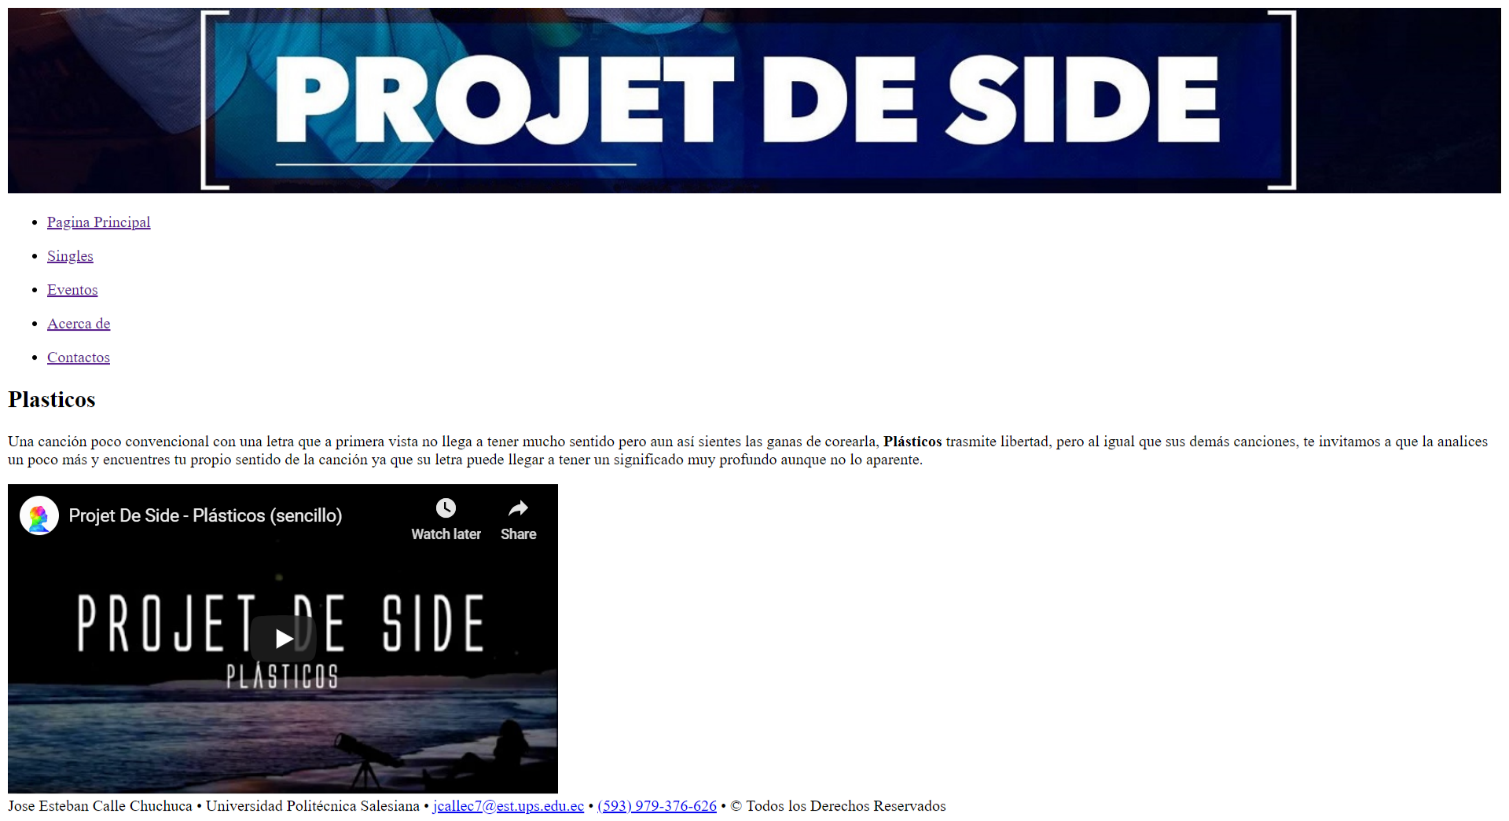 PROJET DE SIDE
Pagina Principal
Singles
Eventos
Acerca de
Contactos
Plasticos
Una canción poco convencional con una letra que a primera vista no llega a tener mucho sentido pero aun así sientes las ganas de corearla, Plásticos trasmite libertad, pero al igual que sus demás canciones, te invitamos a que la analices
un poco más y encuentres tu propio sentido de la canción ya que su letra puede llegar a tener un significado muy profundo aunque no lo aparente.
Projet De Side - Plásticos (sencillo)
Watch later
Share
PROJET DE SIDE
PLÁSTICOS
Jose Esteban Calle Chuchuca • Universidad Politécnica Salesiana • jcallec7@est.ups.edu.ec • (593) 979-376-626 • © Todos los Derechos Reservados